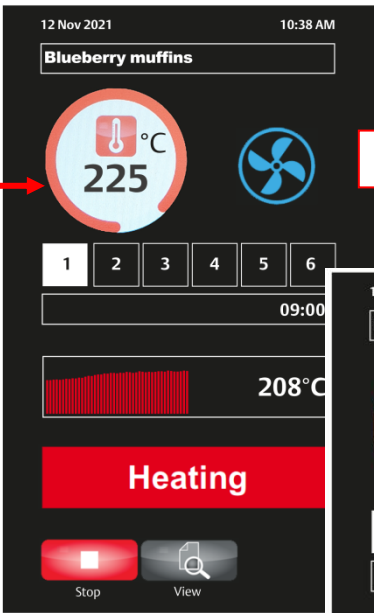 12 Nov 2021 10:38 AM
Blueberry muffins
°C
225
1 2 3 4 5 6
09:00
208°C
Heating
Stop View